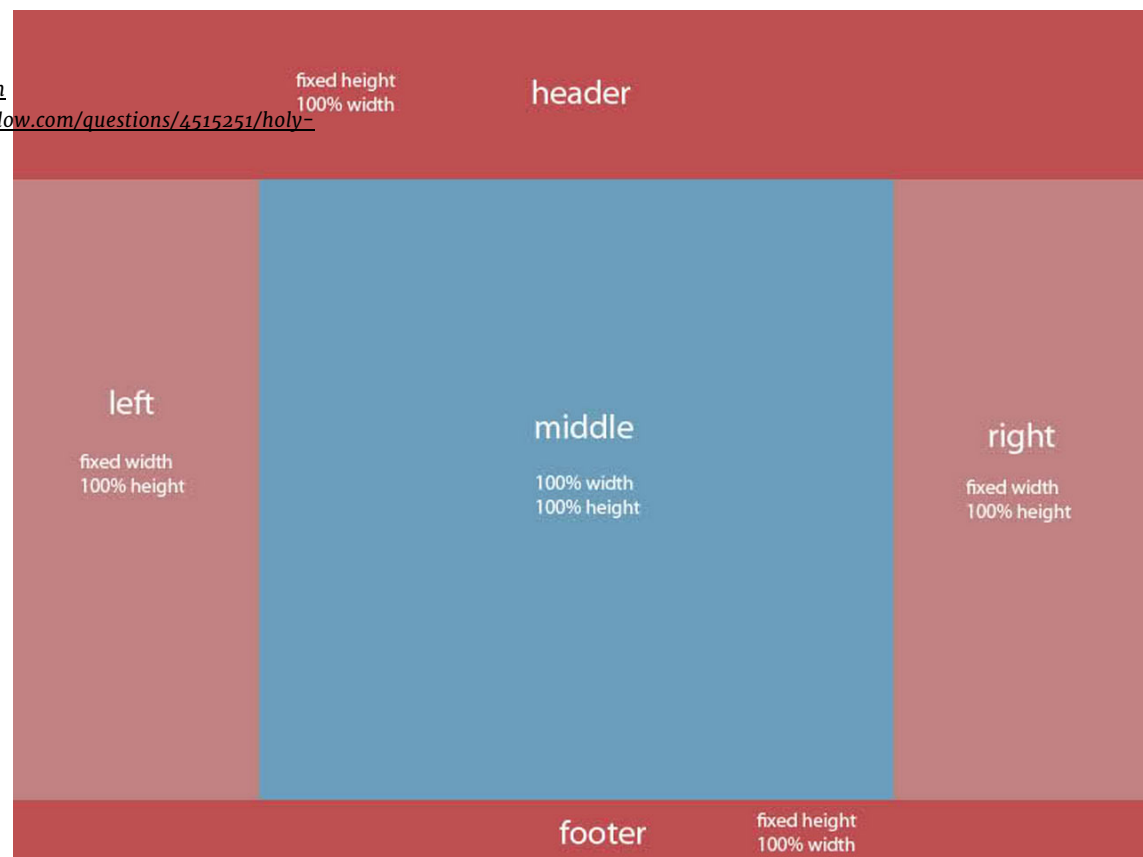 n
low.com/questions/4515251/holy-
fixed height
100% width
header
left
fixed width
100% height
middle
100% width
100% height
right
fixed width
100% height
footer
fixed height
100% width